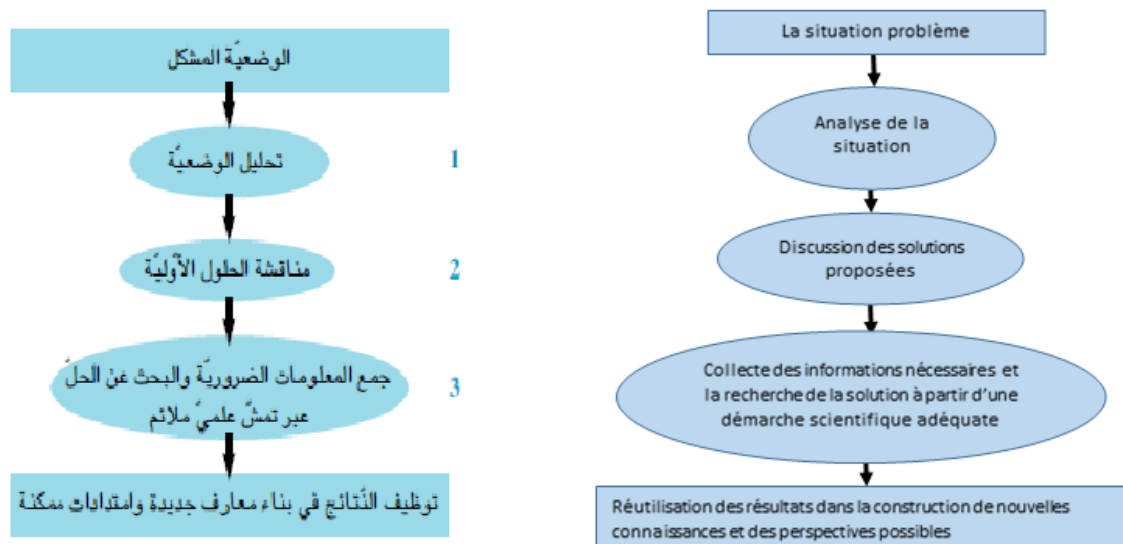 الوضعيّة المشكل
تحليل الوضعيّة
1
مناقشة الحلول الأوّليّة
2
جمع المعلومات الضروريّة والبحث عن الحلّ
عبر تمشّ علميّ ملائم
3
توظيف النّتائج في بناء معارف جديدة وامتدادات ممكنة
La situation problème
Analyse de la
situation
Discussion des solutions
proposées
Collecte des informations nécessaires et
la recherche de la solution à partir d’une
démarche scientifique adéquate
Réutilisation des résultats dans la construction de nouvelles
connaissances et des perspectives possibles